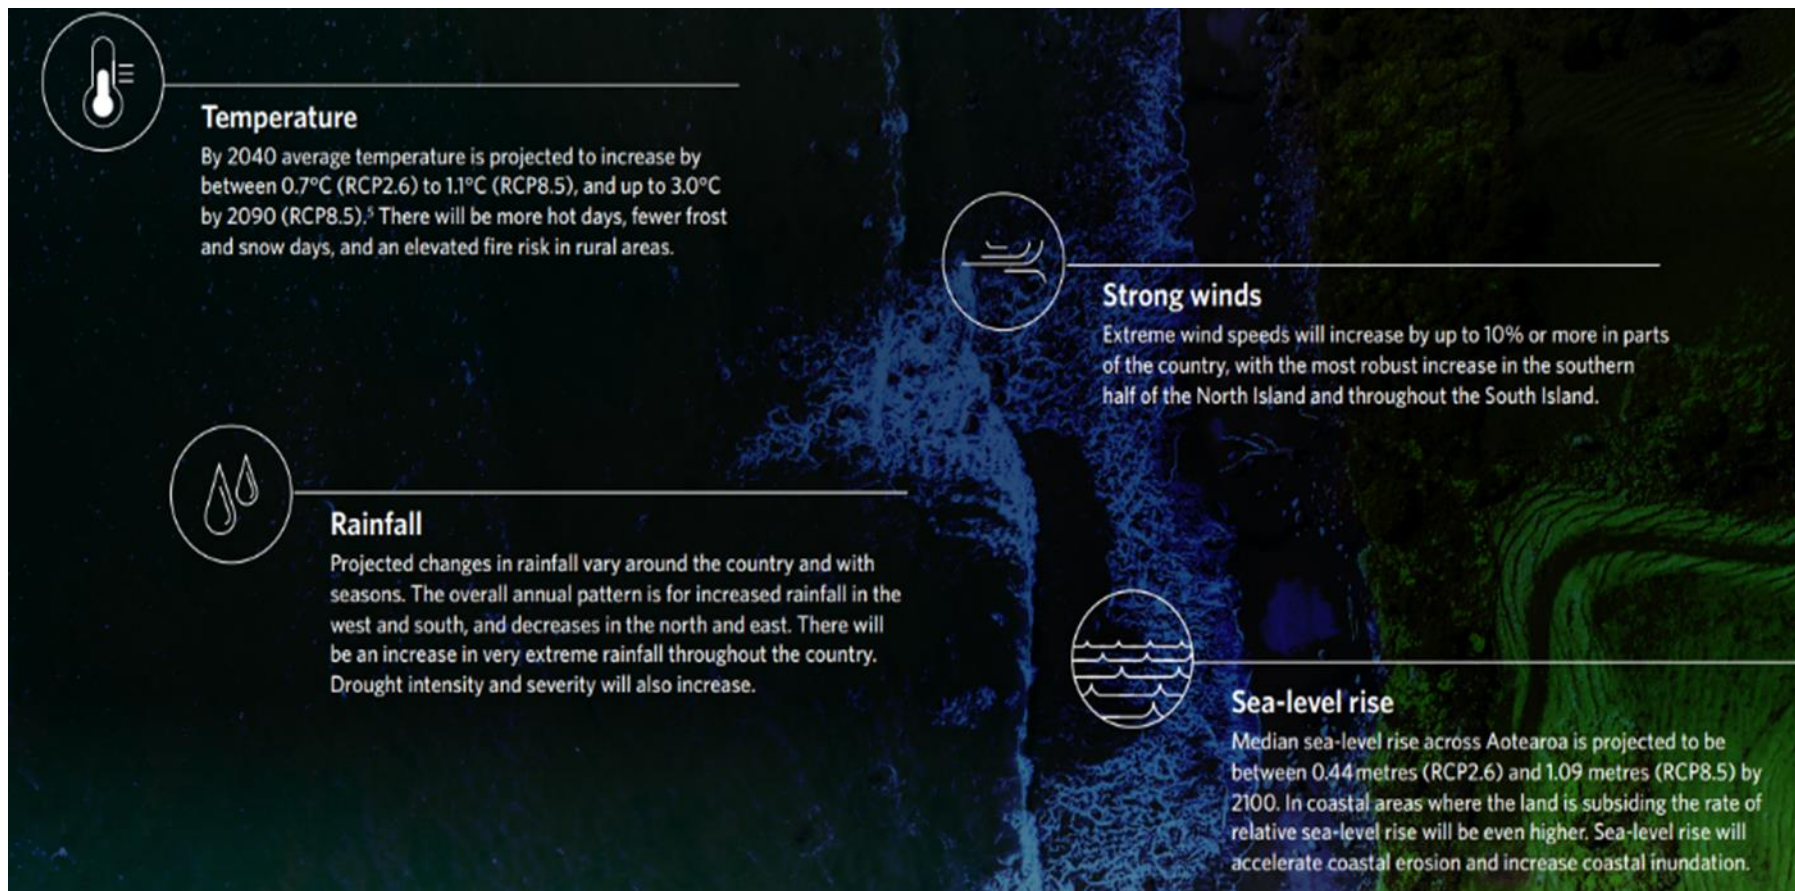 Temperature
By 2040 average temperature is projected to increase by
between 0.7°C (RCP2.6) to 1.1°C (RCP8.5), and up to 3.0°C
by 2090 (RCP8.5).⁵ There will be more hot days, fewer frost
and snow days, and an elevated fire risk in rural areas.
Strong winds
Extreme wind speeds will increase by up to 10% or more in parts
of the country, with the most robust increase in the southern
half of the North Island and throughout the South Island.
Rainfall
Projected changes in rainfall vary around the country and with
seasons. The overall annual pattern is for increased rainfall in the
west and south, and decreases in the north and east. There will
be an increase in very extreme rainfall throughout the country.
Drought intensity and severity will also increase.
Sea-level rise
Median sea-level rise across Aotearoa is projected to be
between 0.44 metres (RCP2.6) and 1.09 metres (RCP8.5) by
2100. In coastal areas where the land is subsiding the rate of
relative sea-level rise will be even higher. Sea-level rise will
accelerate coastal erosion and increase coastal inundation.